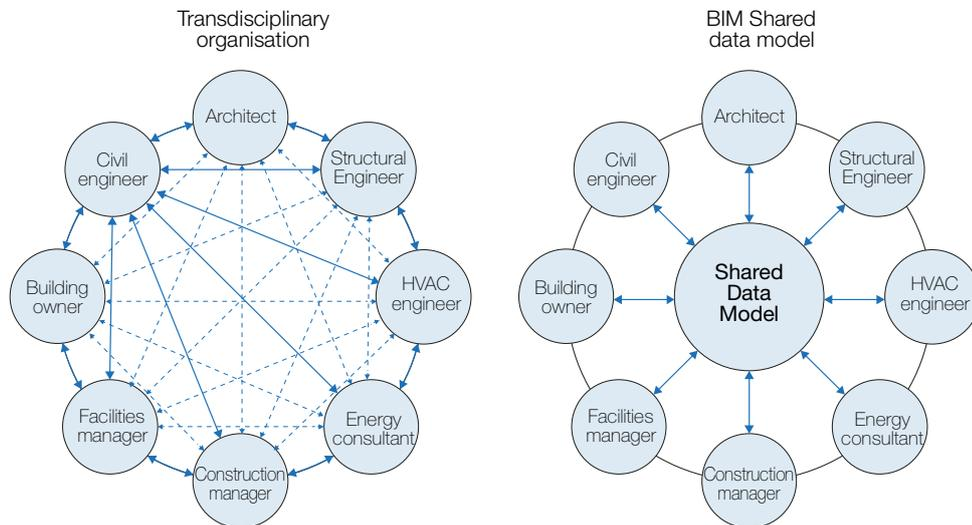 Transdisciplinary
organisation
Architect
Civil
engineer
Structural
Engineer
Building
owner
HVAC
engineer
Facilities
manager
Energy
consultant
Construction
manager
BIM Shared
data model
Architect
Civil
engineer
Structural
Engineer
Building
owner
Shared
Data
Model
HVAC
engineer
Facilities
manager
Energy
consultant
Construction
manager